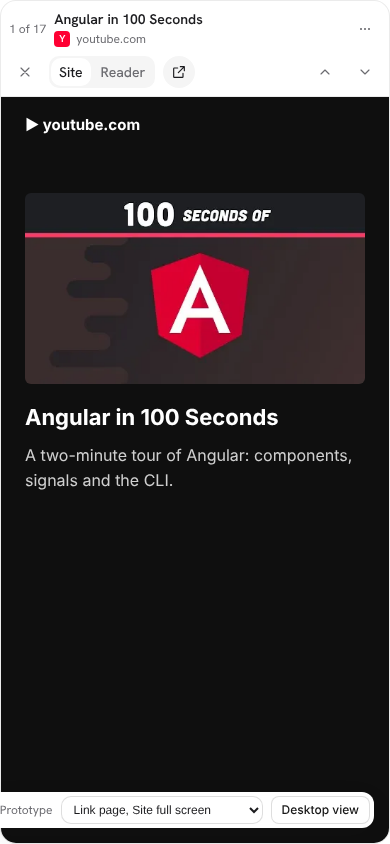 1 of 17
Angular in 100 Seconds
Y youtube.com
Site Reader
youtube.com
100 SECONDS OF
A
Angular in 100 Seconds
A two-minute tour of Angular: components,
signals and the CLI.
Prototype Link page, Site full screen Desktop view